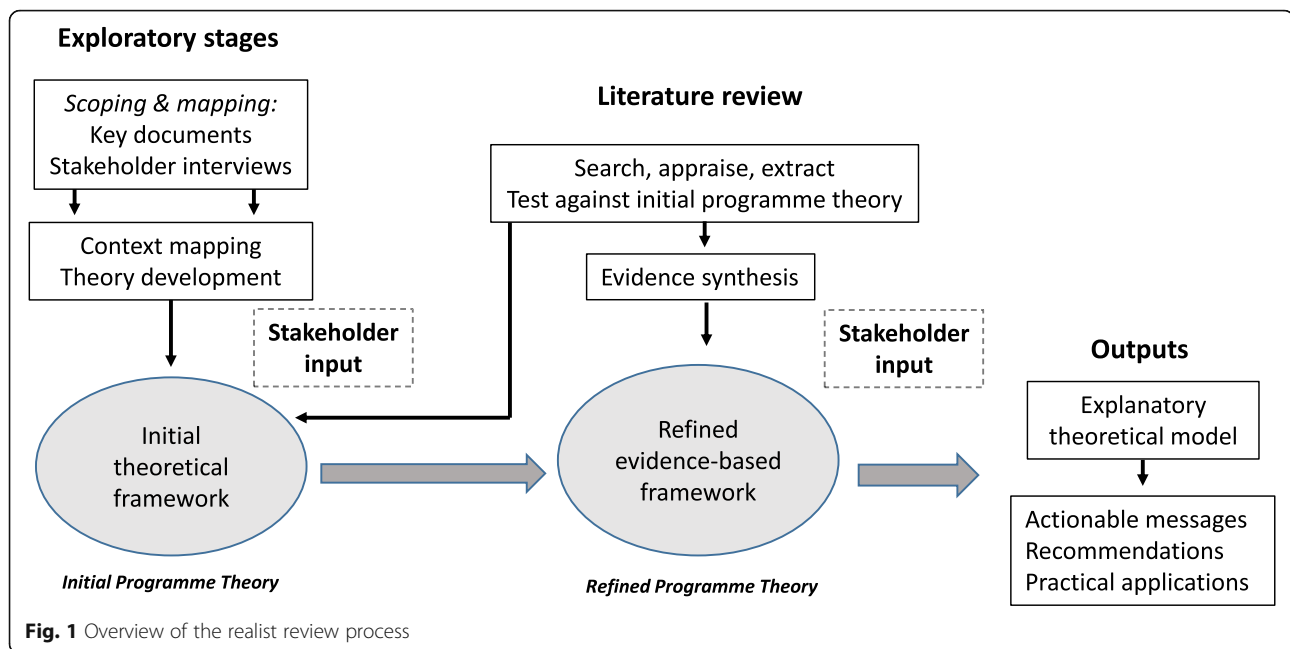 Exploratory stages
Scoping & mapping:
Key documents
Stakeholder interviews
Context mapping
Theory development
Stakeholder
input
Initial
theoretical
framework
Initial Programme Theory
Literature review
Search, appraise, extract
Test against initial programme theory
Evidence synthesis
Refined
evidence-based
framework
Refined Programme Theory
Stakeholder
input
Outputs
Explanatory
theoretical model
Actionable messages
Recommendations
Practical applications
Fig. 1 Overview of the realist review process